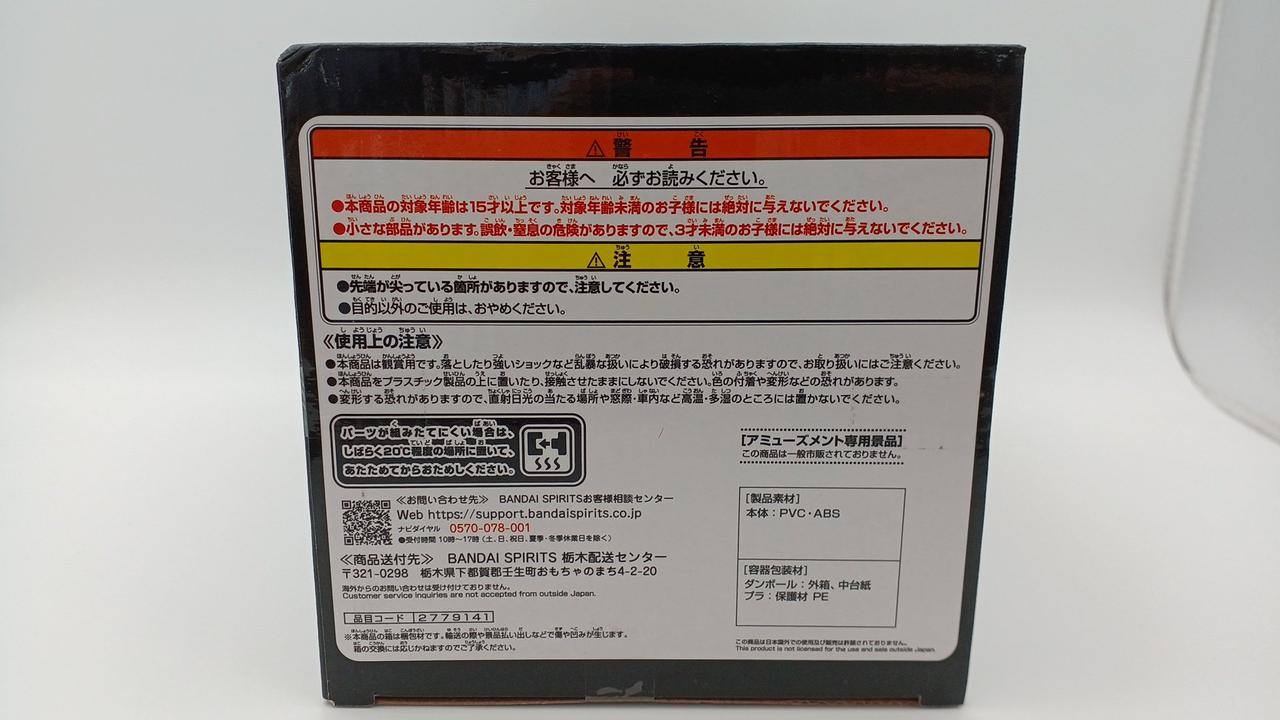 ⚠警告
お客様へ 必ずお読みください。
●本商品の対象年齢は15才以上です。対象年齢未満のお子様には絶対に与えないでください。
●小さな部品があります。誤飲・窒息の危険がありますので、3才未満のお子様には絶対に与えないでください。
⚠注意
●先端が尖っている箇所がありますので、注意してください。
●目的以外のご使用は、おやめください。
《使用上の注意》
●本商品は観賞用です。落としたり強いショックなど乱暴な扱いにより破損する恐れがありますので、お取り扱いにはご注意ください。
●本商品をプラスチック製品の上に置いたり、接触させたままにしないでください。色の付着や変形などの恐れがあります。
●変形する恐れがありますので、直射日光の当たる場所や窓際・車内など高温・多湿のところには置かないでください。
パーツが組みたてにくい場合は、
しばらく20℃程度の場所に置いて、
あたためてからおためしください。
[アミューズメント専用景品]
この商品は一般市販されておりません。
≪お問い合わせ先≫ BANDAI SPIRITSお客様相談センター
Web https://support.bandaispirits.co.jp
ナビダイヤル 0570-078-001
●受付時間 10時～17時(土、日、祝日、夏季・冬季休業日を除く)
≪商品送付先≫ BANDAI SPIRITS 栃木配送センター
〒321-0298 栃木県下都賀郡壬生町おもちゃのまち4-2-20
海外からのお問い合わせは受け付けておりません。
Customer service inquiries are not accepted from outside Japan.
品目コード 2779141
※本商品の箱は梱包材です。輸送の際や景品払い出しなどで傷や凹みが生じます。
箱の交換には応じかねますのでご了承ください。
[製品素材]
本体：PVC・ABS
[容器包装材]
ダンボール：外箱、中台紙
プラ：保護材 PE
この商品は日本国外での使用及び販売は許諾されておりません。
This product is not licensed for the use and sale outside Japan.